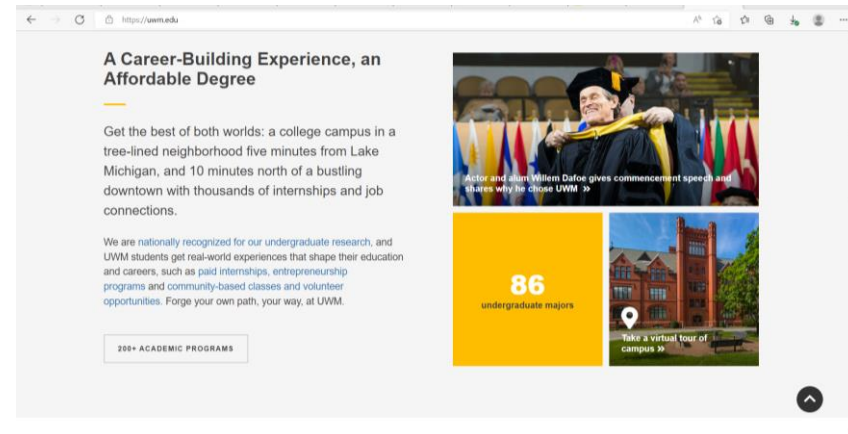 https://uwm.edu
A Career-Building Experience, an
Affordable Degree
Get the best of both worlds: a college campus in a
tree-lined neighborhood five minutes from Lake
Michigan, and 10 minutes north of a bustling
downtown with thousands of internships and job
connections.
We are nationally recognized for our undergraduate research, and
UWM students get real-world experiences that shape their education
and careers, such as paid internships, entrepreneurship
programs and community-based classes and volunteer
opportunities. Forge your own path, your way, at UWM.
200+ ACADEMIC PROGRAMS
Actor and alum Willem Dafoe gives commencement speech and
shares why he chose UWM »
86
undergraduate majors
Take a virtual tour of
campus »